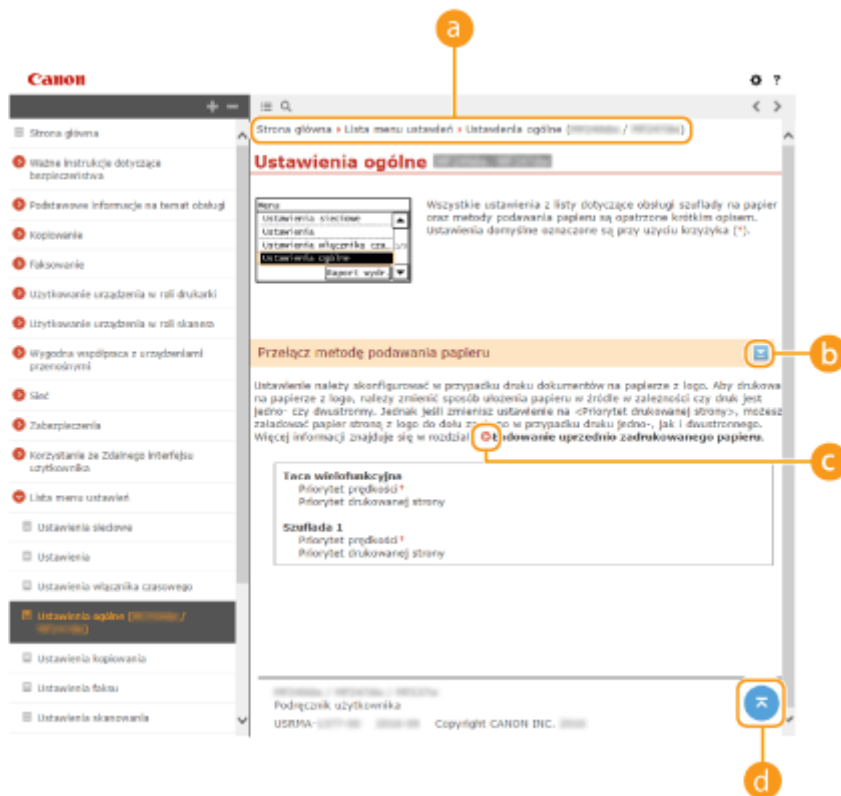 a
Canon
?
Strona główna
Ważne instrukcje dotyczące
bezpieczeństwa
Podstawowe informacje na temat obsługi
Kopiowanie
Faksowanie
Użytkowanie urządzenia w roli drukarki
Użytkowanie urządzenia w roli skanera
Wygodna współpraca z urządzeniami
przenośnymi
Sieć
Zabezpieczenia
Korzystanie ze Zdalnego interfejsu
użytkownika
Lista menu ustawień
Ustawienia sieciowe
Ustawienia
Ustawienia włącznika czasowego
Ustawienia ogólne ( /
)
Ustawienia kopiowania
Ustawienia faksu
Ustawienia skanowania
Strona główna Lista menu ustawień Ustawienia ogólne ( / )
Ustawienia ogólne
Menu
Ustawienia sieciowe
Ustawienia
Ustawienia włącznika cza..
Ustawienia ogólne
Raport wydr.
Wszystkie ustawienia z listy dotyczące obsługi szuflady na papier
oraz metody podawania papieru są opatrzone krótkim opisem.
Ustawienia domyślne oznaczone są przy użyciu krzyżyka (*).
Przełącz metodę podawania papieru
b
Ustawienie należy skonfigurować w przypadku druku dokumentów na papierze z logo. Aby drukowa
na papierze z logo, należy zmienić sposób ułożenia papieru w źródle w zależności czy druk jest
jedno- czy dwustronny. Jednak jeśli zmienisz ustawienie na <Priorytet drukowanej strony>, możesz
załadować papier stroną z logo do dołu w przypadku druku jedno-, jak i dwustronnego.
Więcej informacji znajduje się w rozdział Ładowanie uprzednio zadrukowanego papieru.
c
Taca wielofunkcyjna
Priorytet prędkości*
Priorytet drukowanej strony
Szuflada 1
Priorytet prędkości*
Priorytet drukowanej strony
Podręcznik użytkownika
USRMA- Copyright CANON INC.
d